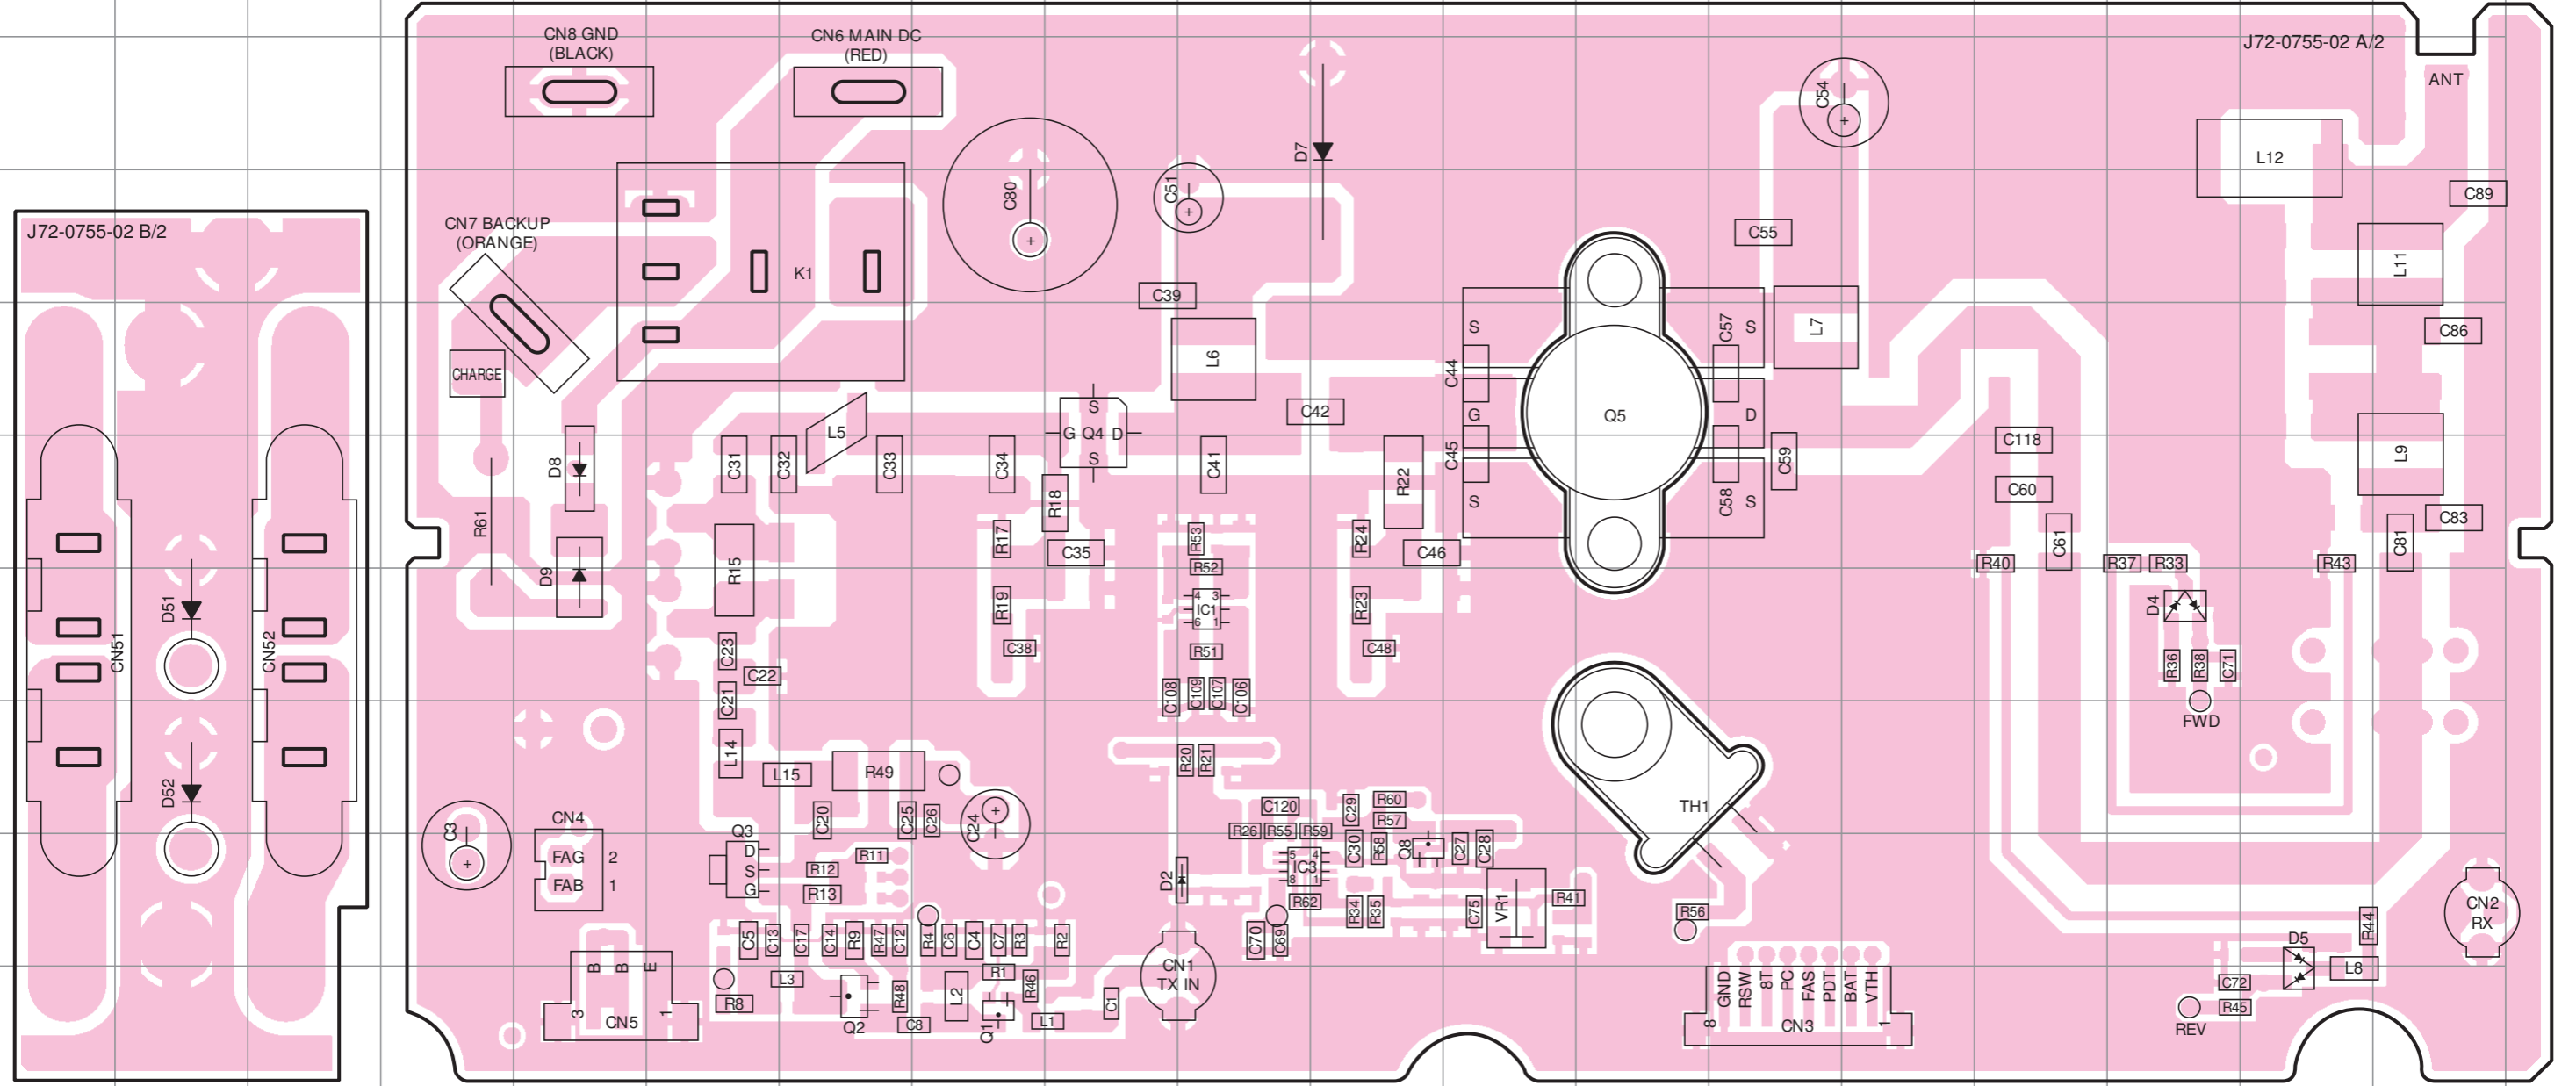 CN8 GND
(BLACK)
CN6 MAIN DC
(RED)
J72-0755-02 A/2
ANT
C54
D7
L12
C80
C51
C89
J72-0755-02 B/2
CN7 BACKUP
(ORANGE)
C55
K1
L11
C39
S
C57
S
L7
C86
L6
CHARGE
C44
S
C42
G
Q5
D
L5
G Q4 D
C118
D8
C31
C32
C33
C34
S
C41
C45
C59
L9
R22
C60
R18
S
C58
S
C83
R61
R17
R53
R24
C35
C46
C61
C81
R15
R52
R40
R37
R33
R43
D9
4 3
D51
R19
IC1
R23
D4
6 1
CN51
CN52
C23
C38
R51
C48
R36
R38
C71
C22
C21
C108
C109
C107
C106
FWD
L14
R20
R21
L15
R49
D52
TH1
C120
C29
R60
CN4
C20
C25
C26
C24
R57
C3
Q3
R26
R55
R59
D
FAG 2
R11
5 4
C30
R58
Q8
C27
C28
S
R12
IC3
FAB 1
G
R13
D2
8 1
R62
R34
R35
C75
VR1
R41
R56
CN2
RX
C5
C13
C17
C14
R9
R47
C12
R4
C6
C4
C7
R3
R2
C70
C69
R44
D5
B
B
E
CN1
TX IN
L8
L3
R1
GND
RSW
8T
PC
FAS
PDT
BAT
VTH
C72
R8
R48
L2
R46
C1
R45
3
CN5
1
Q2
C8
Q1
L1
8
CN3
1
REV